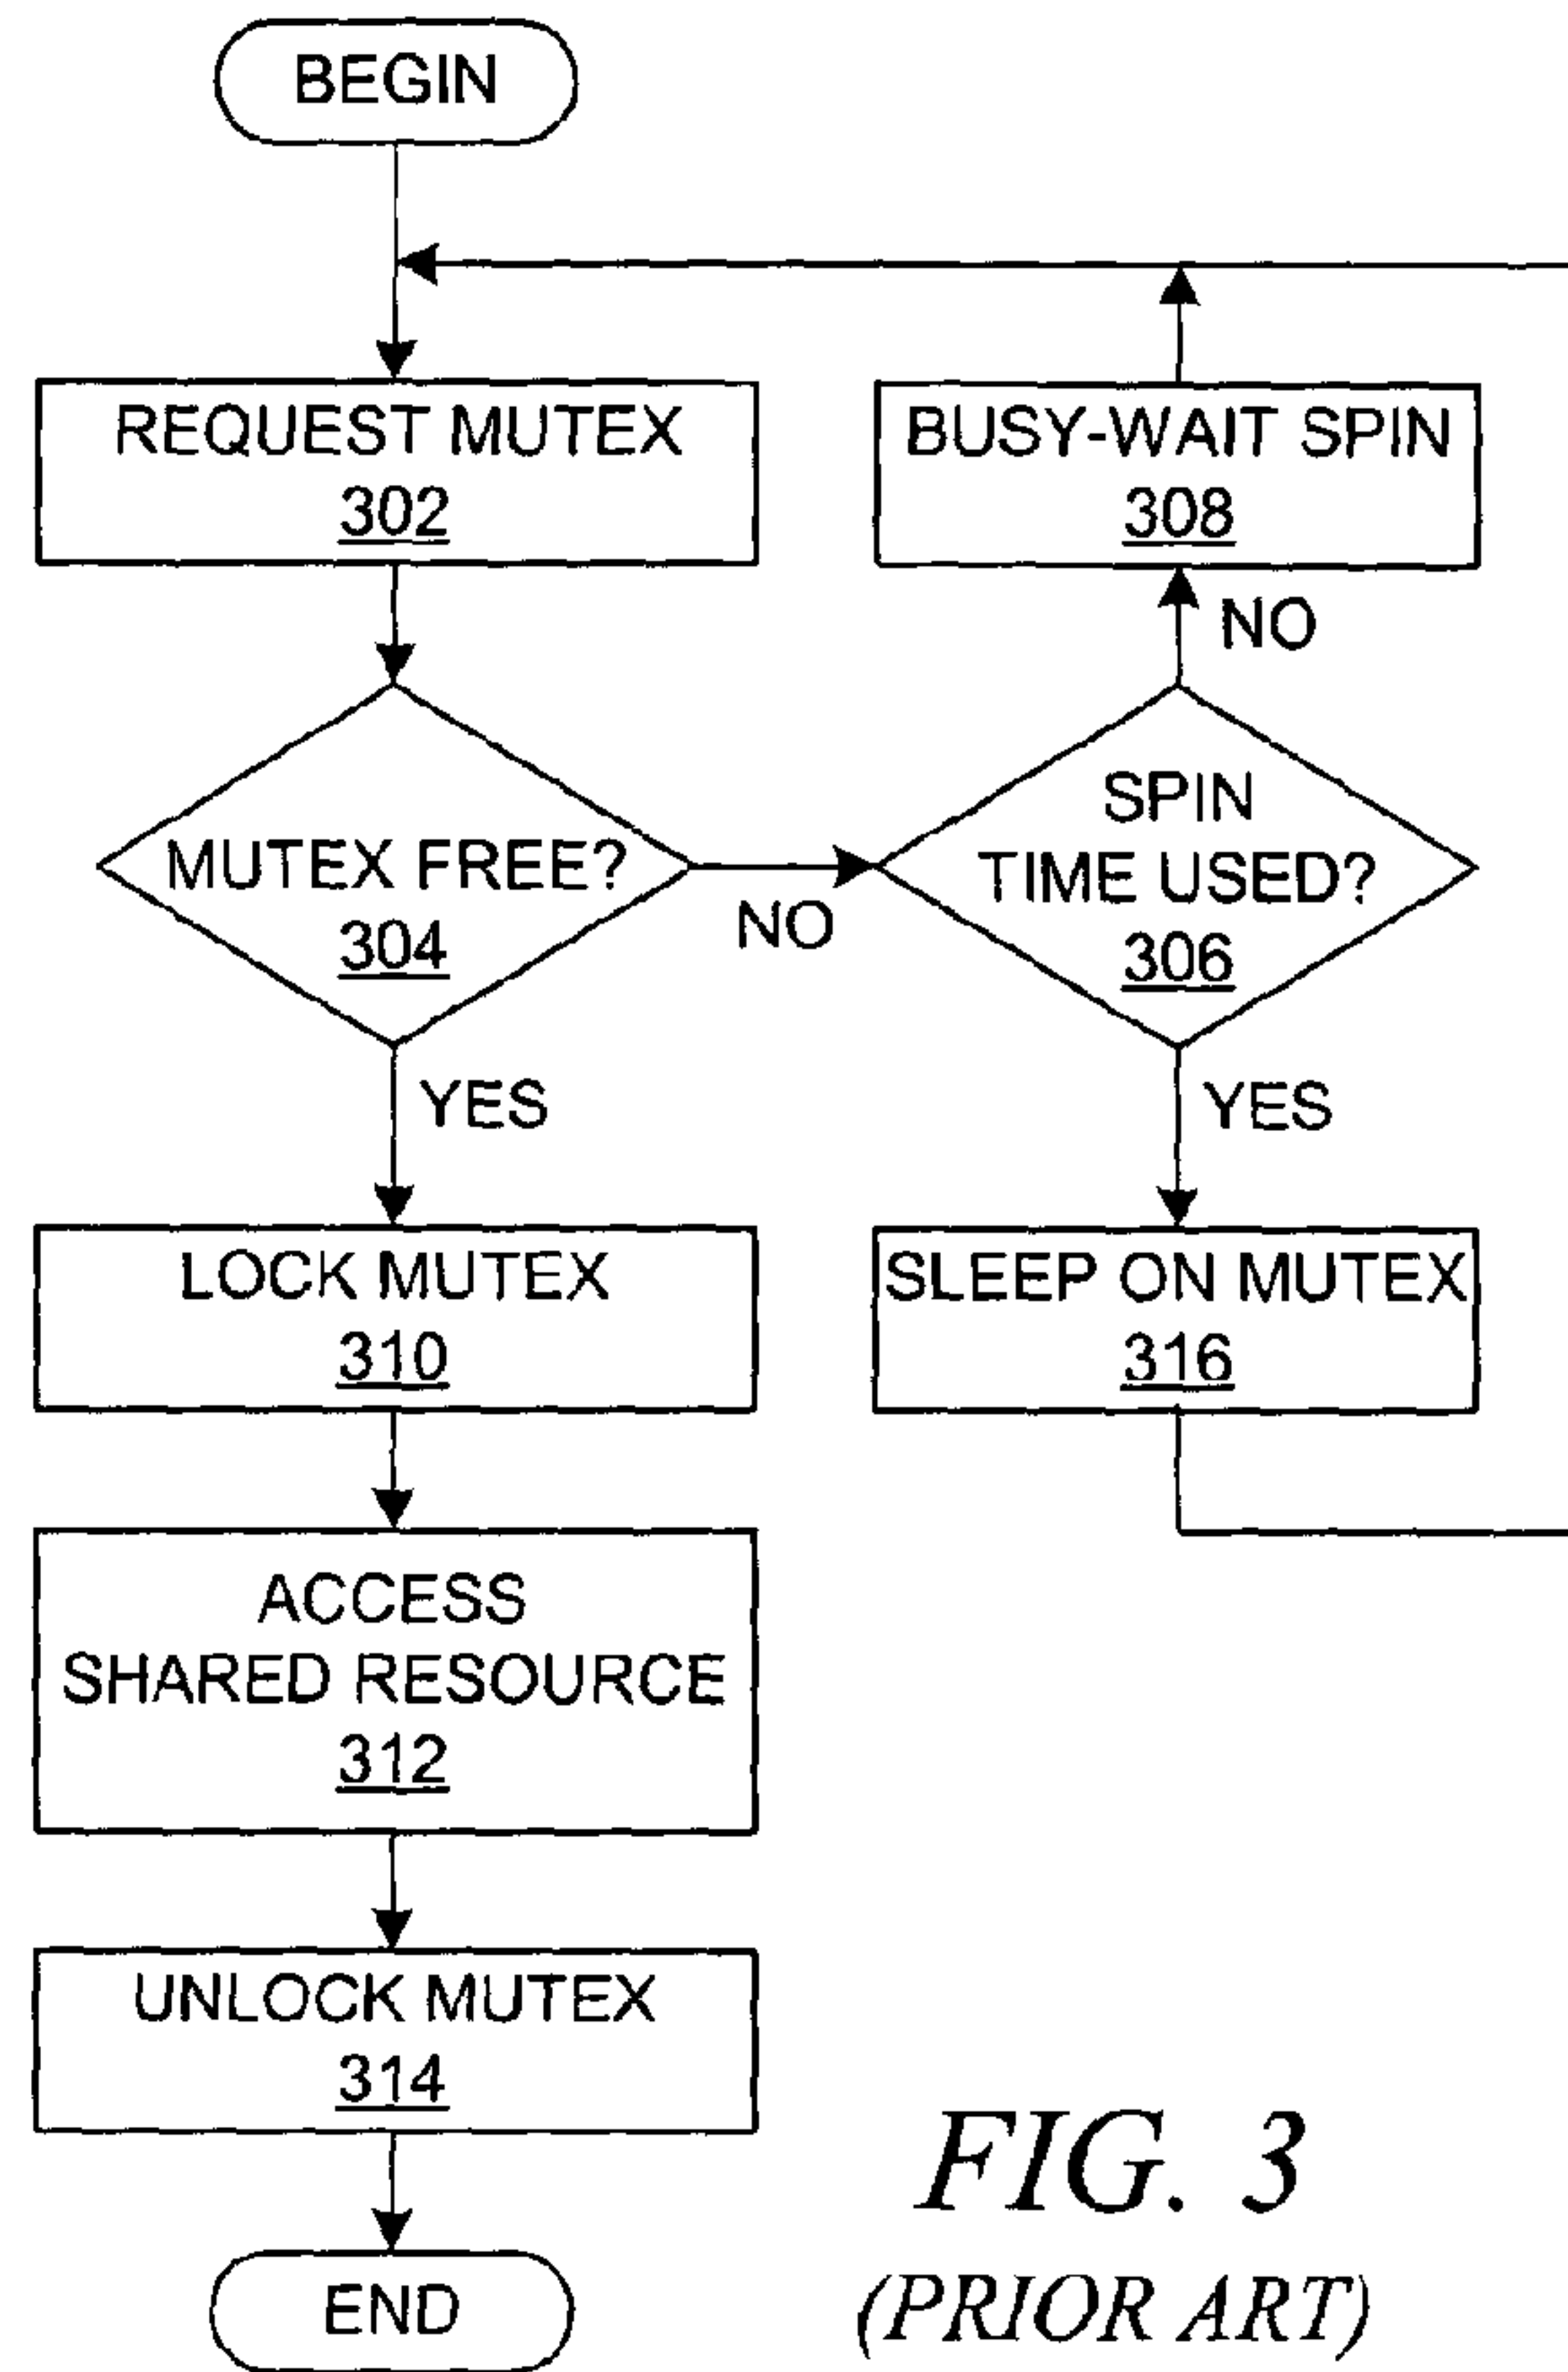 BEGIN
REQUEST MUTEX
302
BUSY-WAIT SPIN
308
NO
MUTEX FREE?
304
NO
SPIN
TIME USED?
306
YES
YES
LOCK MUTEX
310
SLEEP ON MUTEX
316
ACCESS
SHARED RESOURCE
312
UNLOCK MUTEX
314
END
FIG. 3
(PRIOR ART)